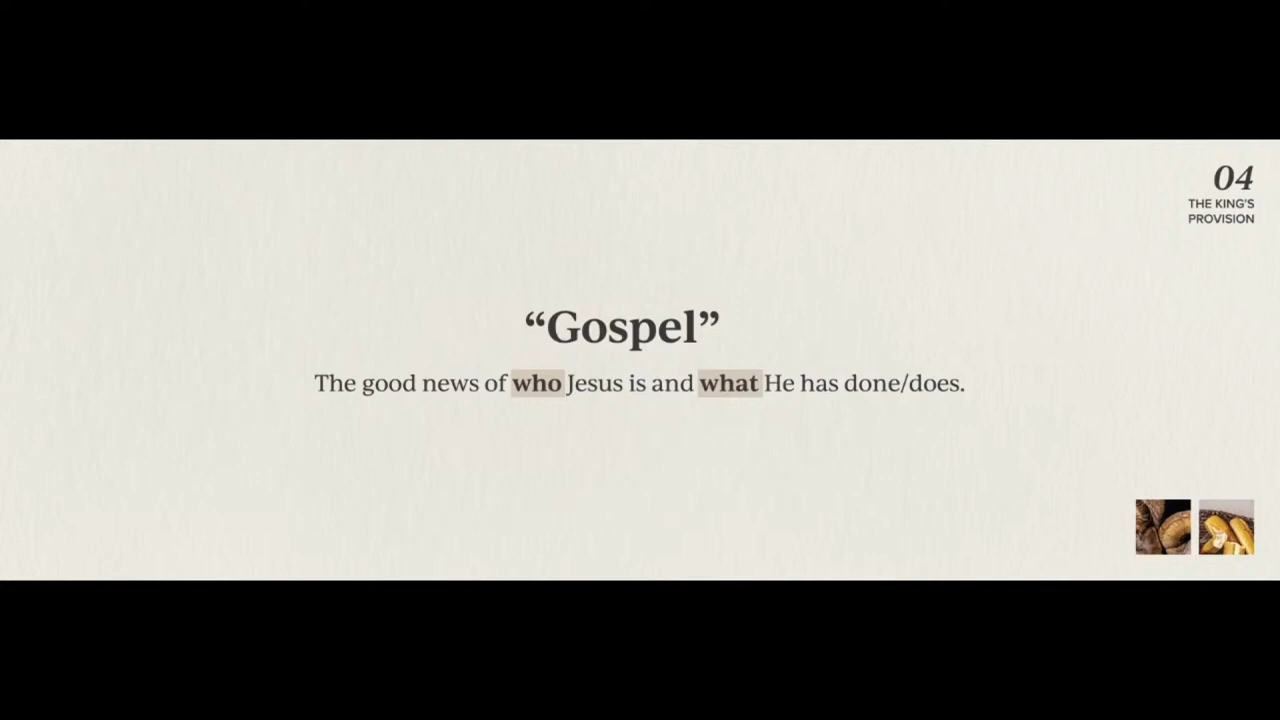 04
THE KING'S
PROVISION
“Gospel”
The good news of who Jesus is and what He has done/does.